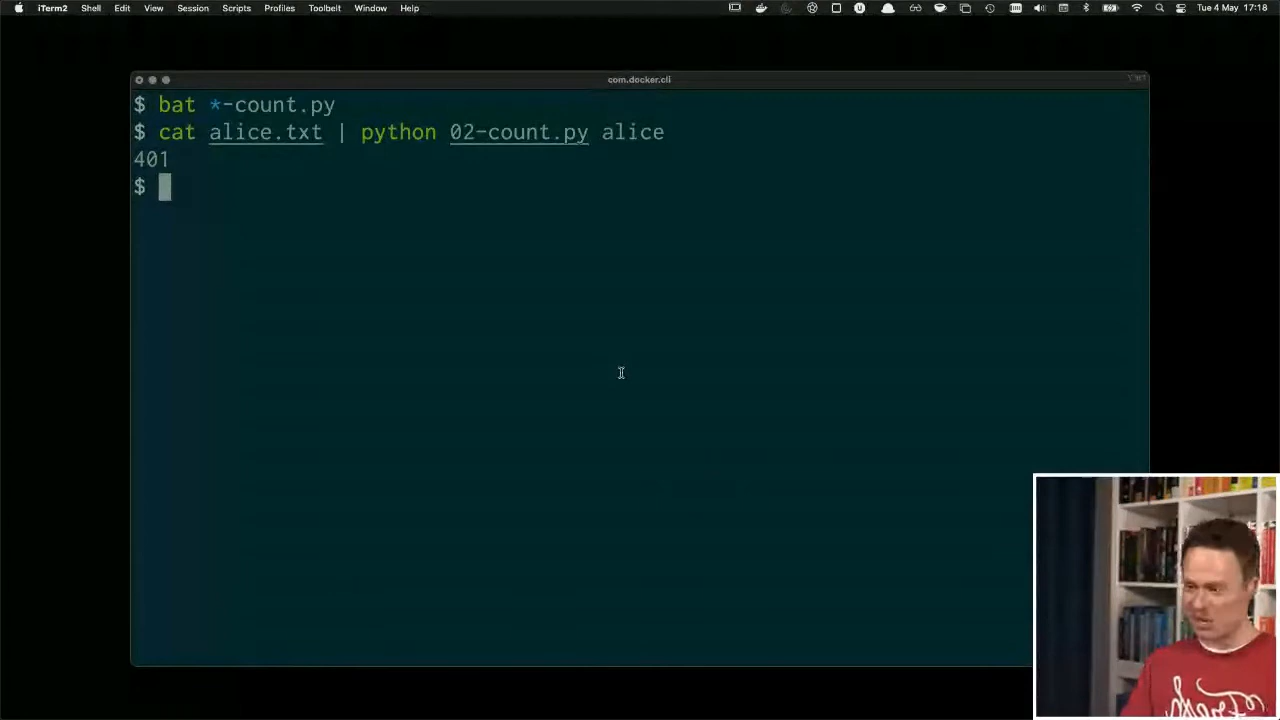 iTerm2 Shell Edit View Session Scripts Profiles Toolbelt Window Help Tue 4 May 17:18
com.docker.cli
$ bat *-count.py
$ cat alice.txt | python 02-count.py alice
401
$
Fresh